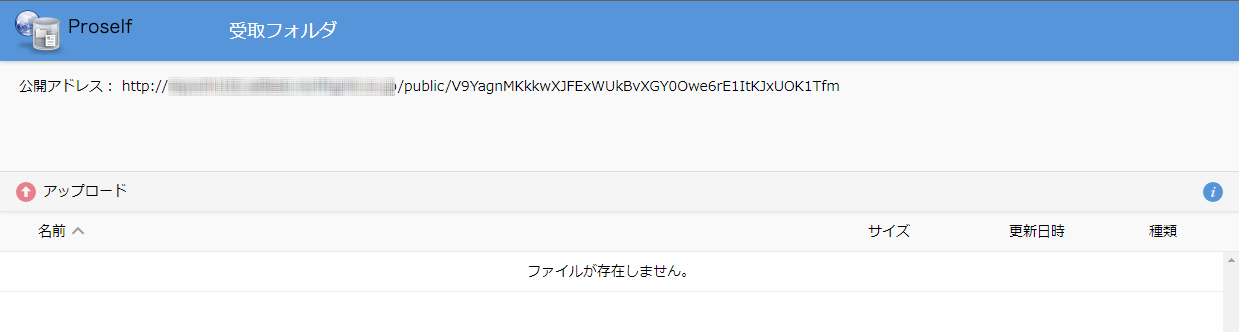 Proself 受取フォルダ
公開アドレス: http:// /public/V9YagnMKkkwXJFExWUkBvXGY0Owe6rE1ItKJxUOK1Tfm
アップロード
名前 サイズ 更新日時 種類
ファイルが存在しません。